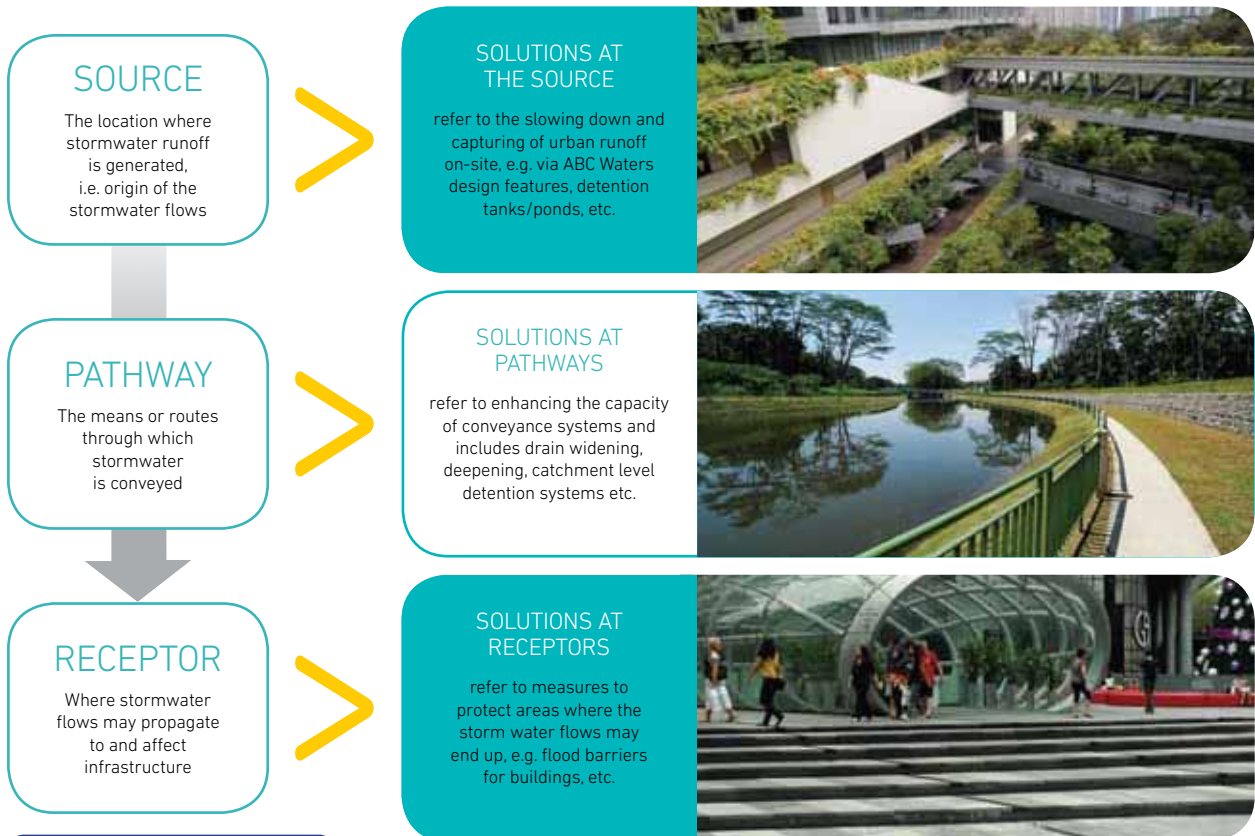 SOURCE
The location where
stormwater runoff
is generated,
i.e. origin of the
stormwater flows
SOLUTIONS AT
THE SOURCE
refer to the slowing down and
capturing of urban runoff
on-site, e.g. via ABC Waters
design features, detention
tanks/ponds, etc.
PATHWAY
The means or routes
through which
stormwater
is conveyed
SOLUTIONS AT
PATHWAYS
refer to enhancing the capacity
of conveyance systems and
includes drain widening,
deepening, catchment level
detention systems etc.
RECEPTOR
Where stormwater
flows may propagate
to and affect
infrastructure
SOLUTIONS AT
RECEPTORS
refer to measures to
protect areas where the
storm water flows may
end up, e.g. flood barriers
for buildings, etc.